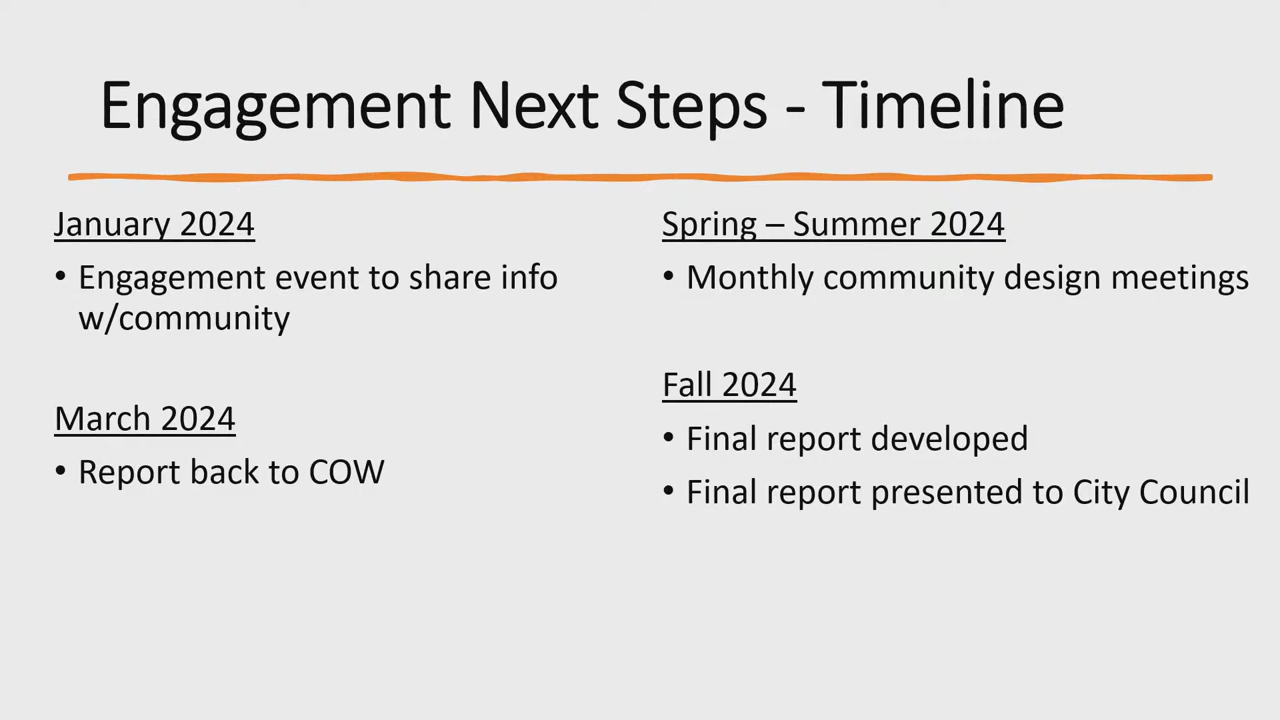 Engagement Next Steps - Timeline
January 2024
• Engagement event to share info
w/community
March 2024
• Report back to COW
Spring – Summer 2024
• Monthly community design meetings
Fall 2024
• Final report developed
• Final report presented to City Council